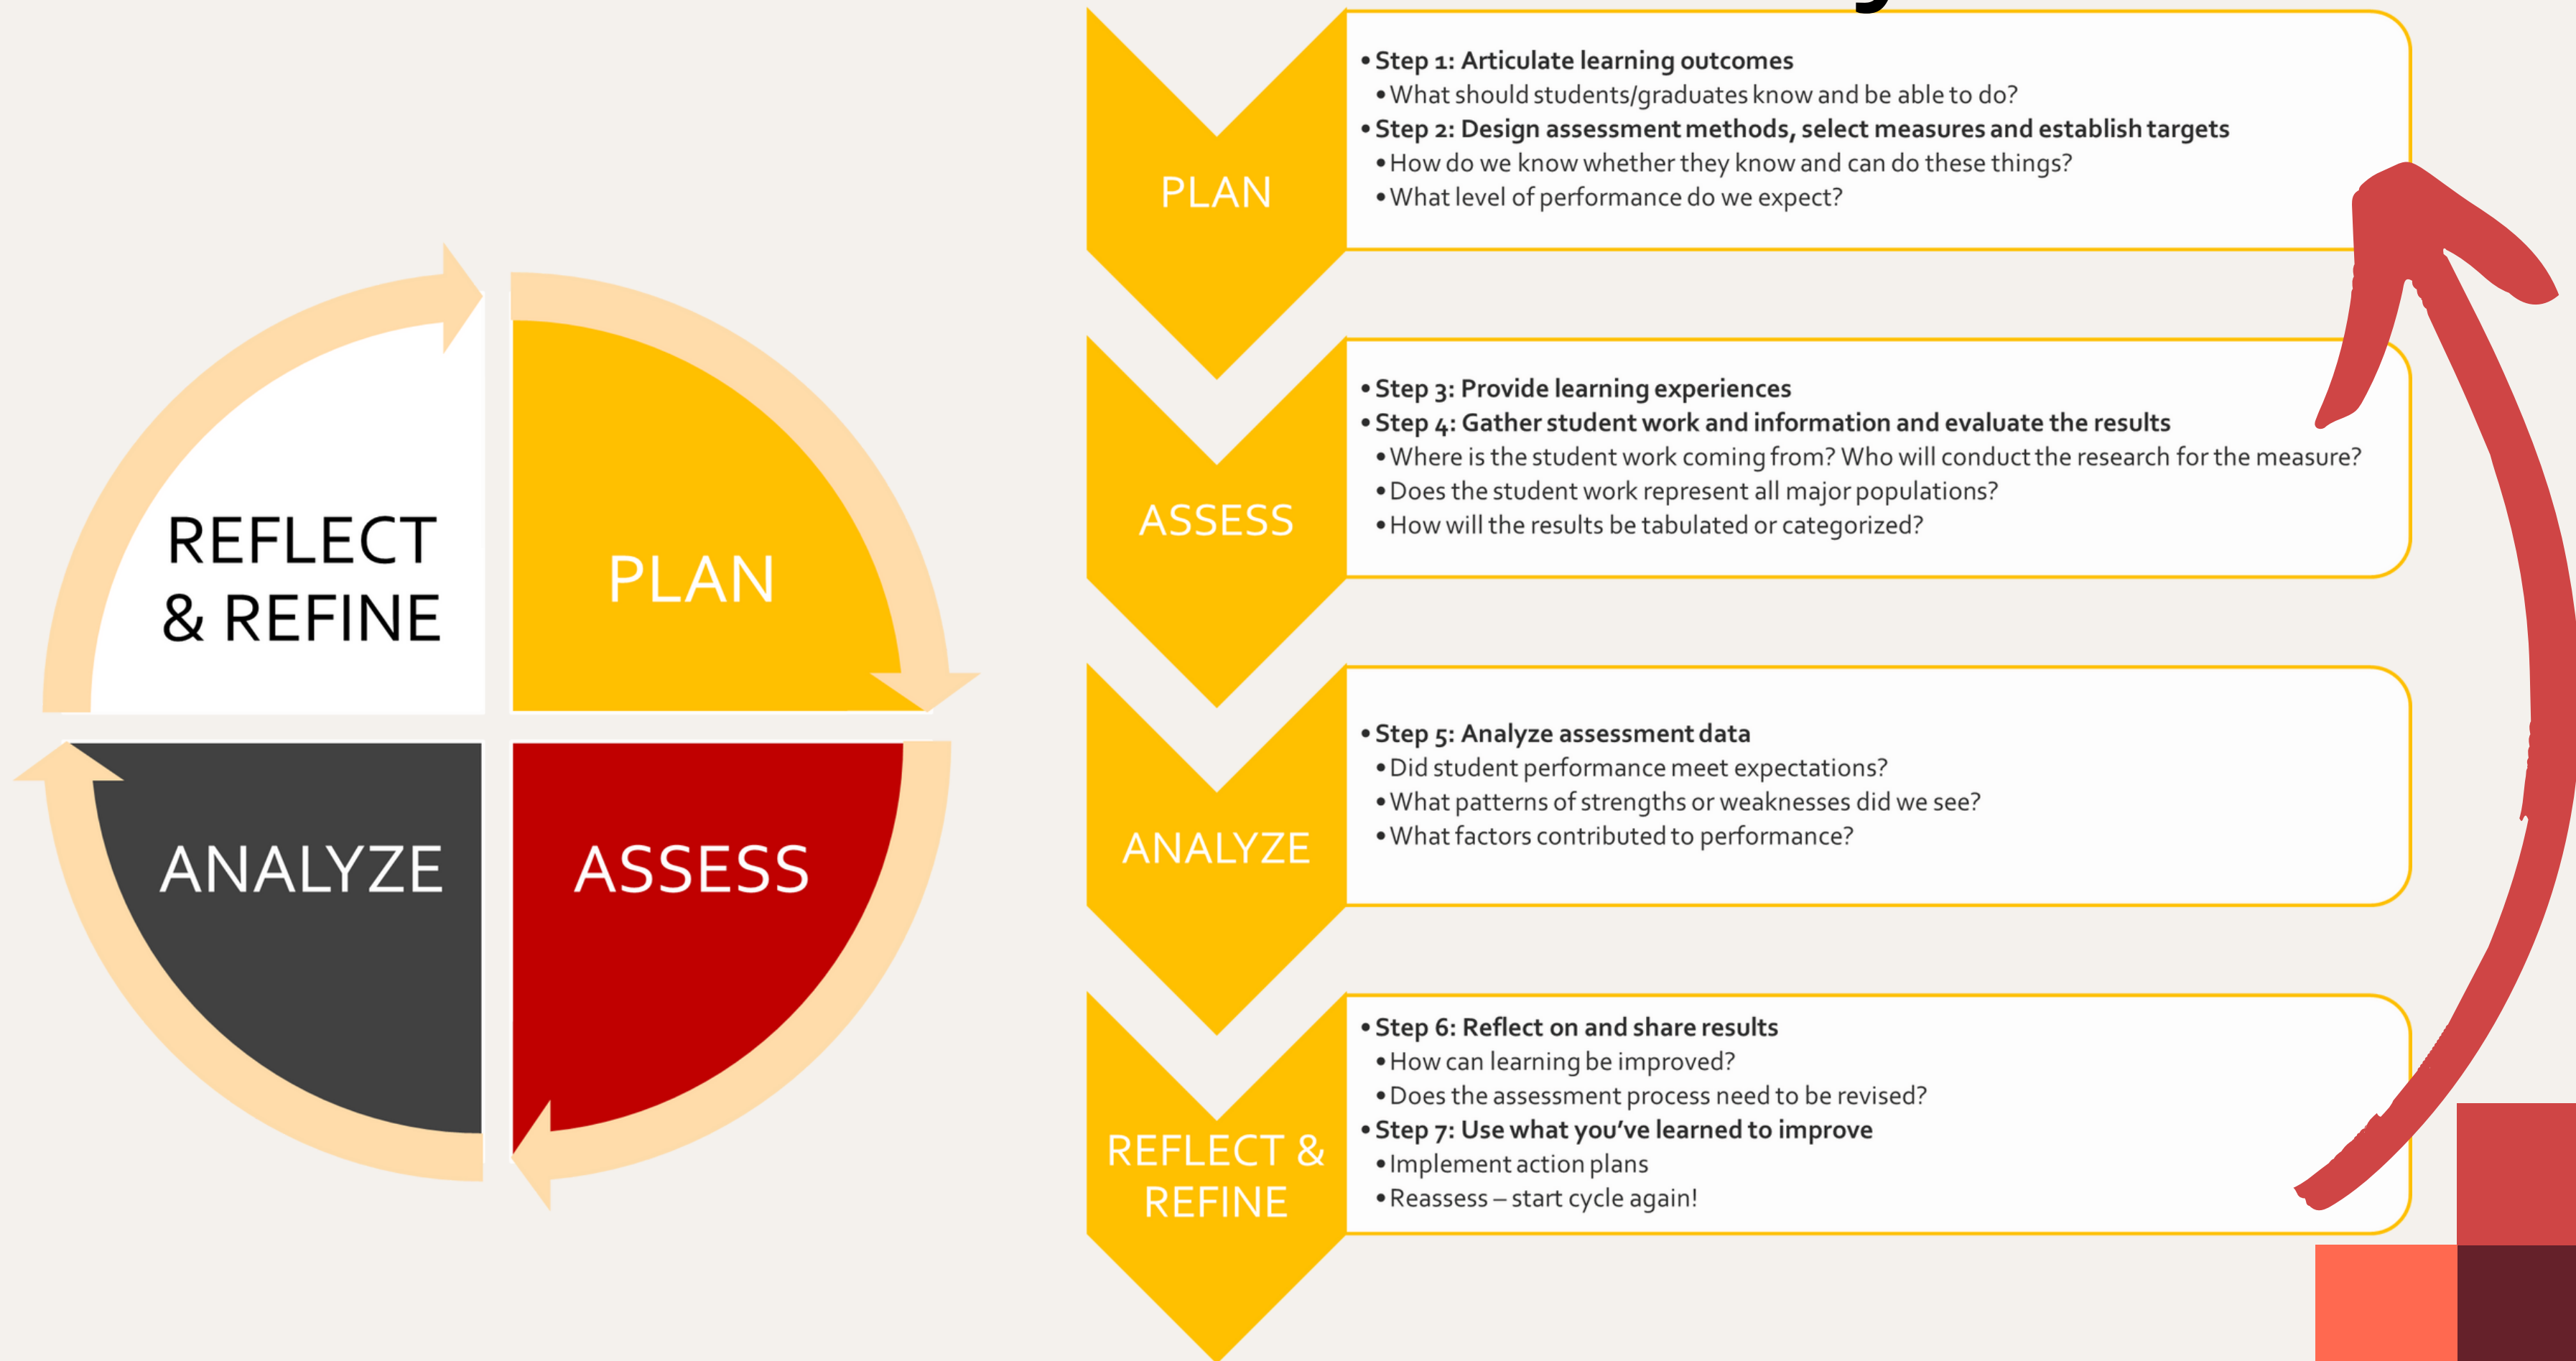 REFLECT
& REFINE
PLAN
ANALYZE
ASSESS
PLAN
• Step 1: Articulate learning outcomes
• What should students/graduates know and be able to do?
• Step 2: Design assessment methods, select measures and establish targets
• How do we know whether they know and can do these things?
• What level of performance do we expect?
ASSESS
• Step 3: Provide learning experiences
• Step 4: Gather student work and information and evaluate the results
• Where is the student work coming from? Who will conduct the research for the measure?
• Does the student work represent all major populations?
• How will the results be tabulated or categorized?
ANALYZE
• Step 5: Analyze assessment data
• Did student performance meet expectations?
• What patterns of strengths or weaknesses did we see?
• What factors contributed to performance?
REFLECT &
REFINE
• Step 6: Reflect on and share results
• How can learning be improved?
• Does the assessment process need to be revised?
• Step 7: Use what you’ve learned to improve
• Implement action plans
• Reassess – start cycle again!